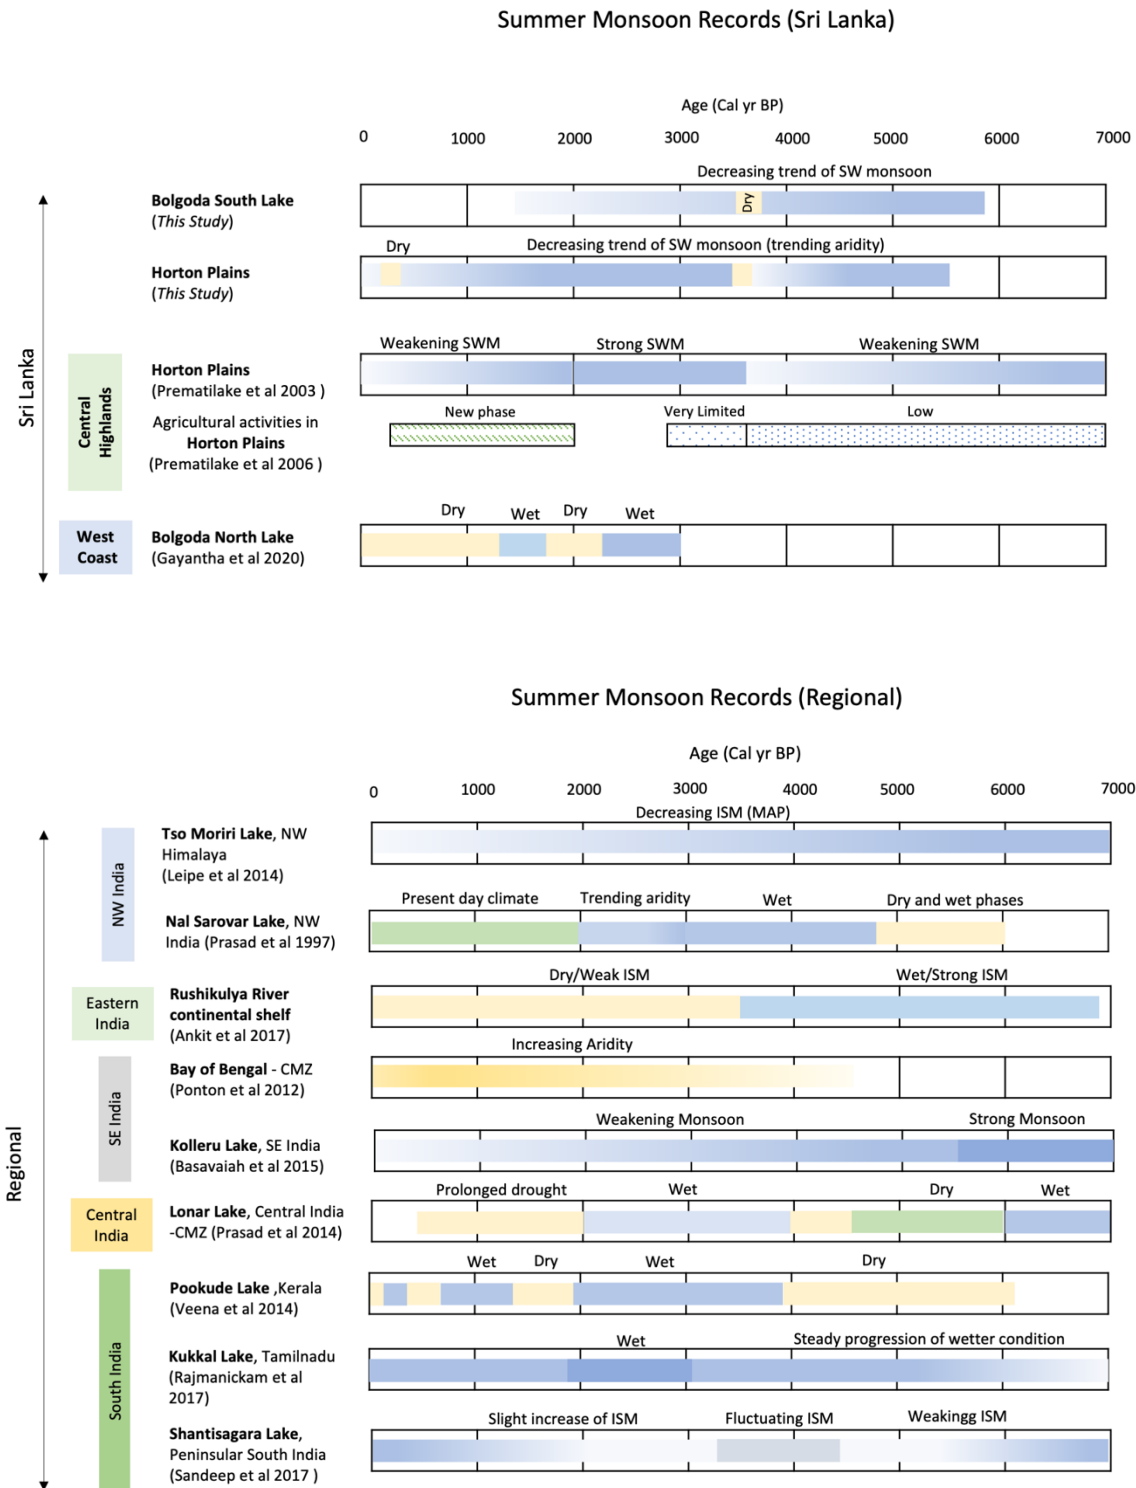 Summer Monsoon Records (Sri Lanka)
Age (Cal yr BP)
0 1000 2000 3000 4000 5000 6000 7000
Decreasing trend of SW monsoon
Bolgoda South Lake
(This Study)
Dry
Dry
Decreasing trend of SW monsoon (trending aridity)
Horton Plains
(This Study)
Sri Lanka
Central
Highlands
Weakening SWM
Strong SWM
Weakening SWM
Horton Plains
(Prematilake et al 2003 )
New phase
Very Limited
Low
Agricultural activities in
Horton Plains
(Prematilake et al 2006 )
Dry
Wet
Dry
Wet
West
Coast
Bolgoda North Lake
(Gayantha et al 2020)
Summer Monsoon Records (Regional)
Age (Cal yr BP)
0 1000 2000 3000 4000 5000 6000 7000
Decreasing ISM (MAP)
Regional
NW India
Tso Moriri Lake, NW
Himalaya
(Leipe et al 2014)
Present day climate
Trending aridity
Wet
Dry and wet phases
Nal Sarovar Lake, NW
India (Prasad et al 1997)
Dry/Weak ISM
Wet/Strong ISM
Eastern
India
Rushikulya River
continental shelf
(Ankit et al 2017)
Increasing Aridity
SE India
Bay of Bengal - CMZ
(Ponton et al 2012)
Weakening Monsoon
Strong Monsoon
Kolleru Lake, SE India
(Basavaiah et al 2015)
Prolonged drought
Wet
Dry
Wet
Central
India
Lonar Lake, Central India
-CMZ (Prasad et al 2014)
Wet
Dry
Wet
Dry
South India
Pookude Lake ,Kerala
(Veena et al 2014)
Wet
Steady progression of wetter condition
Kukkal Lake, Tamilnadu
(Rajmanickam et al
2017)
Slight increase of ISM
Fluctuating ISM
Weakingg ISM
Shantisagara Lake,
Peninsular South India
(Sandeep et al 2017 )